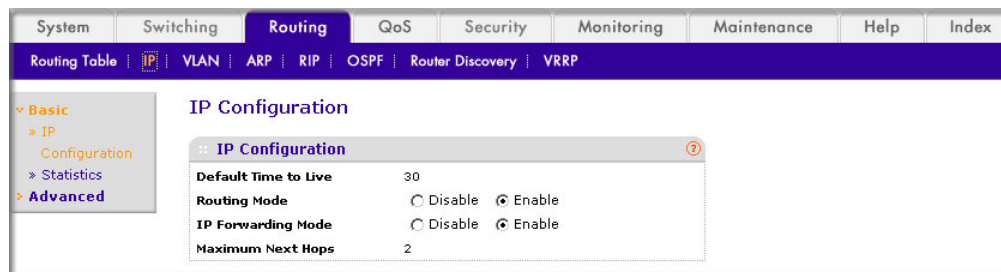 System Switching Routing QoS Security Monitoring Maintenance Help Index
Routing Table | IP | VLAN | ARP | RIP | OSPF | Router Discovery | VRRP
Basic
» IP
Configuration
» Statistics
Advanced
IP Configuration
IP Configuration ?
Default Time to Live 30
Routing Mode Disable Enable
IP Forwarding Mode Disable Enable
Maximum Next Hops 2